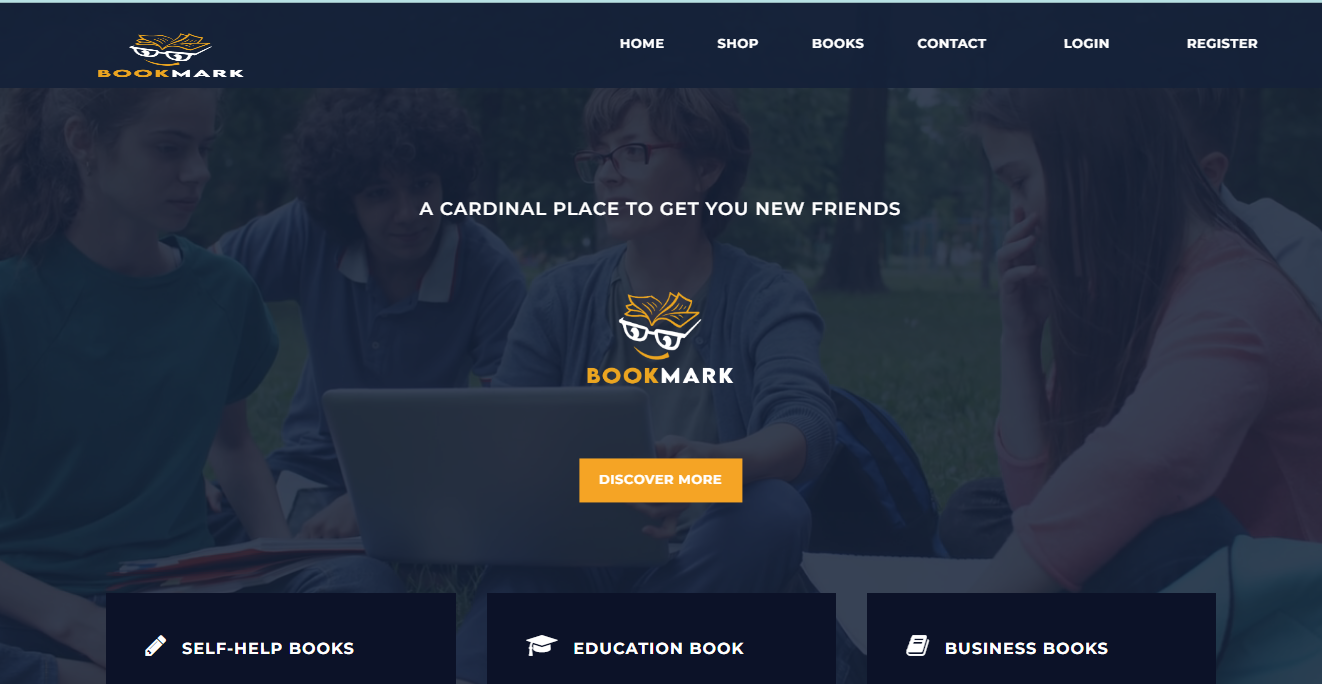 BOOKMARK
HOME SHOP BOOKS CONTACT LOGIN REGISTER
A CARDINAL PLACE TO GET YOU NEW FRIENDS
BOOKMARK
DISCOVER MORE
SELF-HELP BOOKS
EDUCATION BOOK
BUSINESS BOOKS